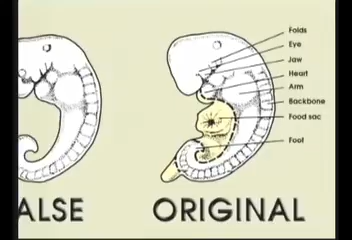 Folds
Eye
Jaw
Heart
Arm
Backbone
Food sac
Foot
ALSE ORIGINAL